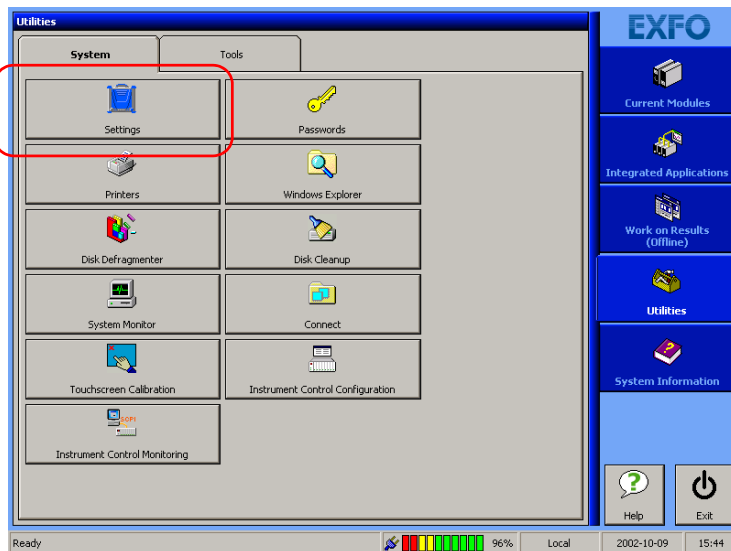 Utilities
EXFO
System
Tools
Settings
Passwords
Printers
Windows Explorer
Disk Defragmenter
Disk Cleanup
System Monitor
Connect
Touchscreen Calibration
Instrument Control Configuration
SCPI
Instrument Control Monitoring
Current Modules
Integrated Applications
Work on Results
(Offline)
Utilities
System Information
Help
Exit
Ready
96%
Local
2002-10-09
15:44